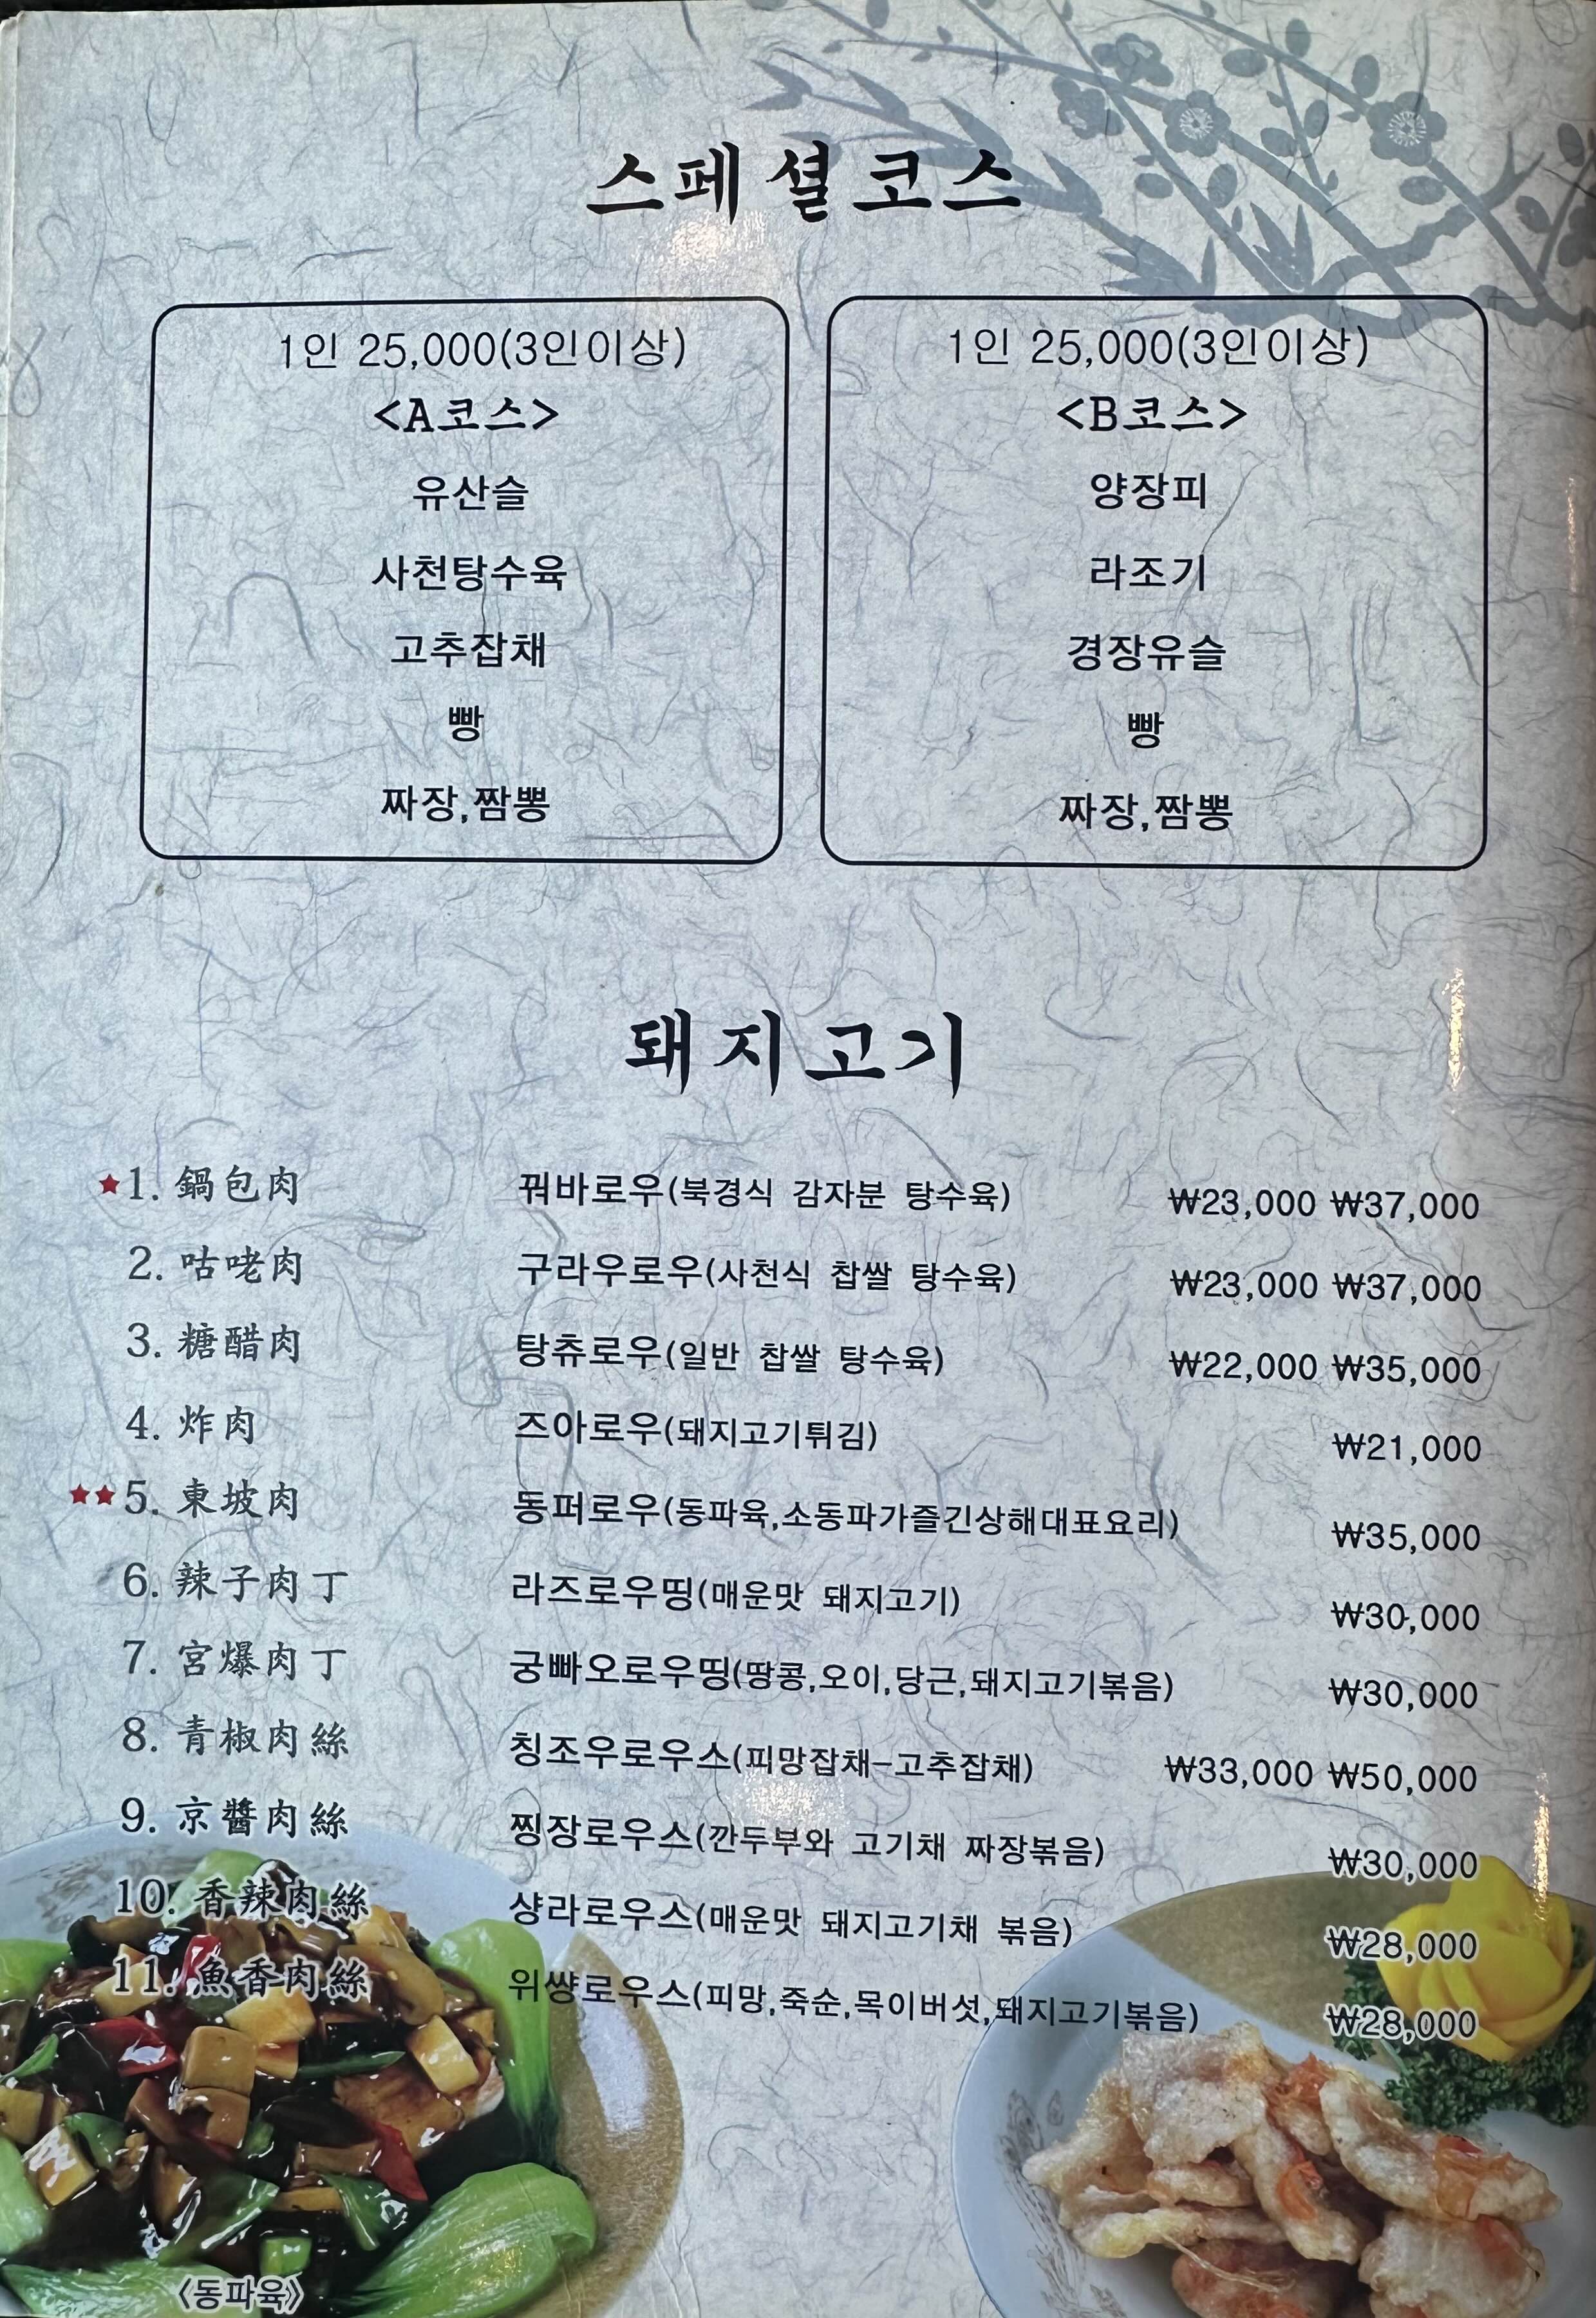 스페셜코스
1인 25,000(3인이상)
<A코스>
유산슬
사천탕수육
고추잡채
빵
짜장,짬뽕
1인 25,000(3인이상)
<B코스>
양장피
라조기
경장유슬
빵
짜장,짬뽕
돼지고기
★1. 鍋包肉 꿔바로우(북경식 감자분 탕수육) ₩23,000 ₩37,000
2. 咕咾肉 구라우로우(사천식 찹쌀 탕수육) ₩23,000 ₩37,000
3. 糖醋肉 탕츄로우(일반 찹쌀 탕수육) ₩22,000 ₩35,000
4. 炸肉 즈아로우(돼지고기튀김) ₩21,000
★★5. 東坡肉 동퍼로우(동파육,소동파가즐긴상해대표요리) ₩35,000
6. 辣子肉丁 라즈로우띵(매운맛 돼지고기) ₩30,000
7. 宮爆肉丁 궁빠오로우띵(땅콩,오이,당근,돼지고기볶음) ₩30,000
8. 青椒肉絲 칭조우로우스(피망잡채-고추잡채) ₩33,000 ₩50,000
9. 京醬肉絲 찡장로우스(깐두부와 고기채 짜장볶음) ₩30,000
10. 香辣肉絲 샹라로우스(매운맛 돼지고기채 볶음) ₩28,000
11. 魚香肉絲 위썅로우스(피망,죽순,목이버섯,돼지고기볶음) ₩28,000
<동파육>